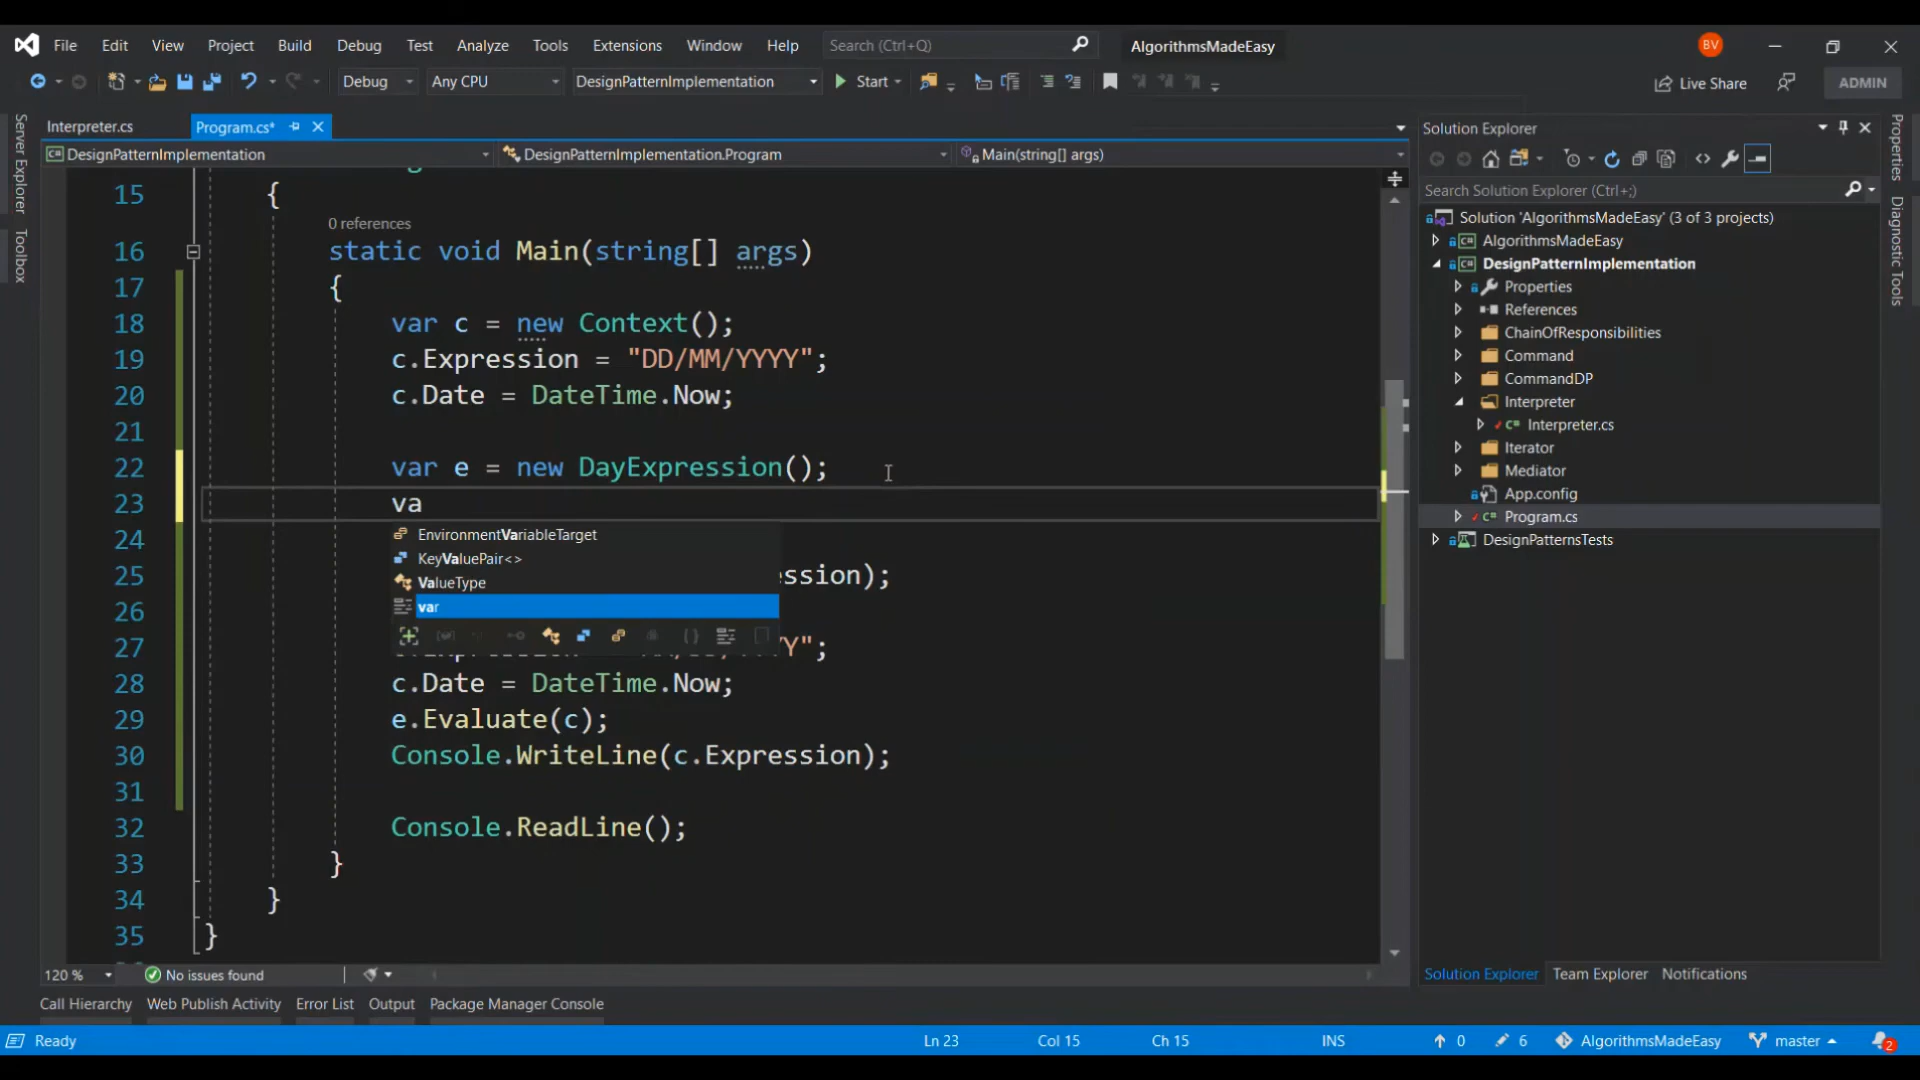 File Edit View Project Build Debug Test Analyze Tools Extensions Window Help Search (Ctrl+Q) AlgorithmsMadeEasy BV
Debug Any CPU DesignPatternImplementation Start Live Share ADMIN
Interpreter.cs Program.cs*
DesignPatternImplementation DesignPatternImplementation.Program Main(string[] args)
Server Explorer
Toolbox
15 {
0 references
16 static void Main(string[] args)
17 {
18 var c = new Context();
19 c.Expression = "DD/MM/YYYY";
20 c.Date = DateTime.Now;
21
22 var e = new DayExpression();
23 va
EnvironmentVariableTarget
24
KeyValuePair<>
25 ssion);
ValueType
var
26
27 Y";
28 c.Date = DateTime.Now;
29 e.Evaluate(c);
30 Console.WriteLine(c.Expression);
31
32 Console.ReadLine();
33 }
34 }
35 }
120 % No issues found
Solution Explorer
Search Solution Explorer (Ctrl+;)
Solution 'AlgorithmsMadeEasy' (3 of 3 projects)
C# AlgorithmsMadeEasy
C# DesignPatternImplementation
Properties
References
ChainOfResponsibilities
Command
CommandDP
Interpreter
C# Interpreter.cs
Iterator
Mediator
App.config
C# Program.cs
DesignPatternsTests
Solution Explorer Team Explorer Notifications
Properties
Diagnostic Tools
Call Hierarchy Web Publish Activity Error List Output Package Manager Console
Ready Ln 23 Col 15 Ch 15 INS 0 6 AlgorithmsMadeEasy master 2